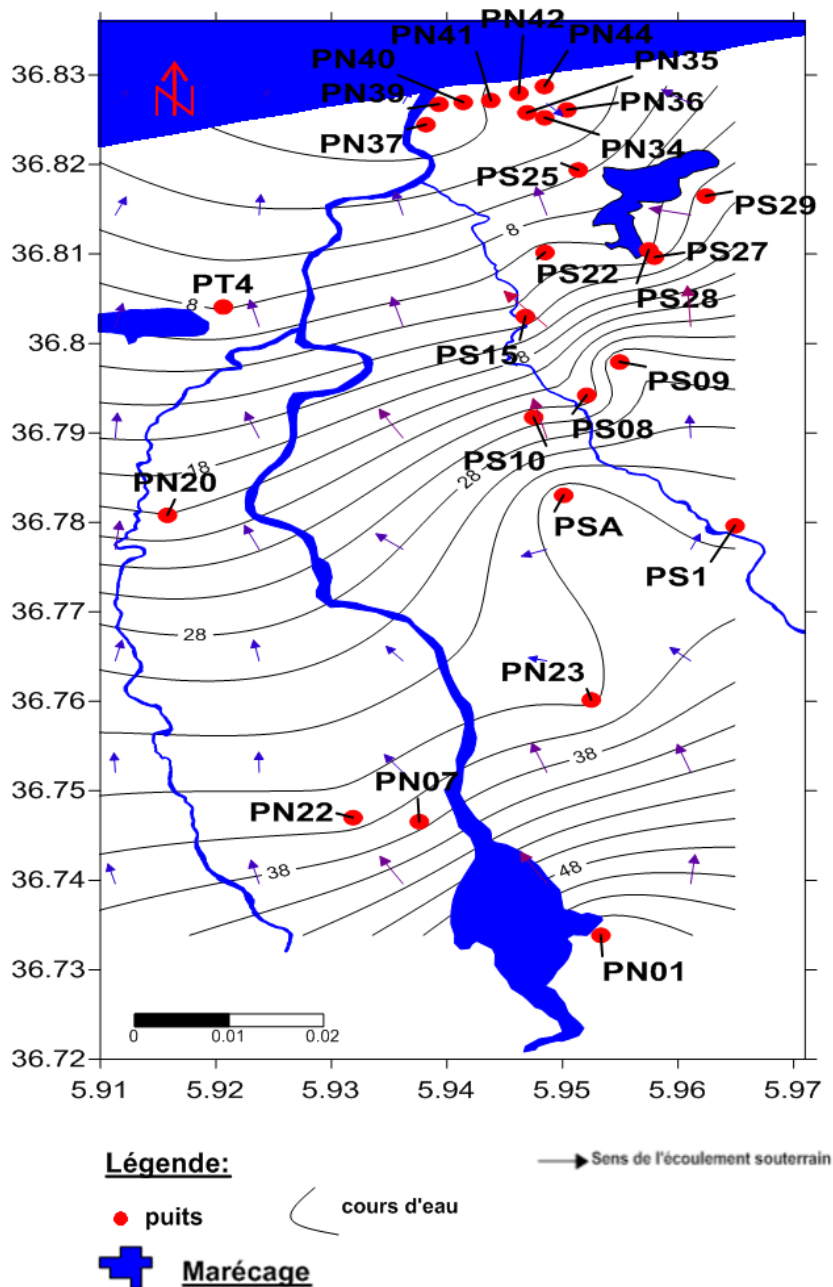 PN42
PN41
PN44
PN40
PN35
PN39
PN36
PN37
PN34
PS25
PS29
8
PS27
PS22
PT4
8
PS28
PS15
8
PS09
PS08
PS10
18
28
PN20
PSA
PS1
28
PN23
38
PN07
PN22
38
48
PN01
N
36.83
36.82
36.81
36.8
36.79
36.78
36.77
36.76
36.75
36.74
36.73
36.72
0 0.01 0.02
5.91 5.92 5.93 5.94 5.95 5.96 5.97
Légende:
Sens de l'écoulement souterrain
puits
cours d'eau
Marécage